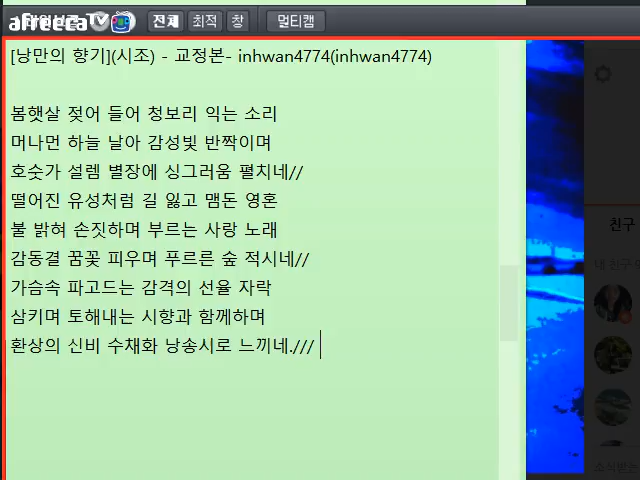 afreeca TV
전체 최적 창 멀티캠
[낭만의 향기](시조) - 교정본- inhwan4774(inhwan4774)
봄햇살 젖어 들어 청보리 익는 소리
머나먼 하늘 날아 감성빛 반짝이며
호숫가 설렘 별장에 싱그러움 펼치네//
떨어진 유성처럼 길 잃고 맴돈 영혼
불 밝혀 손짓하며 부르는 사랑 노래
감동결 꿈꽃 피우며 푸르른 숲 적시네//
가슴속 파고드는 감격의 선율 자락
삼키며 토해내는 시향과 함께하며
환상의 신비 수채화 낭송시로 느끼네.///
친구
내 친구